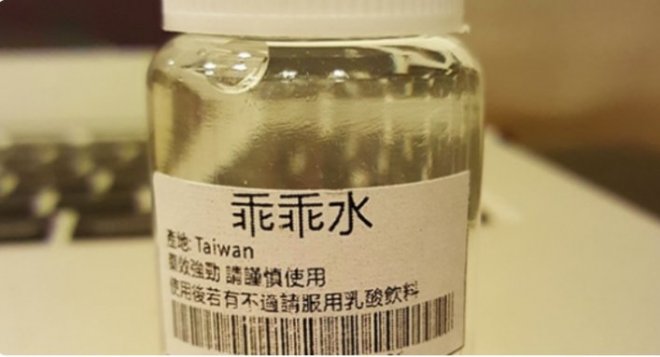 乖乖水
產地: Taiwan
藥效強勁 請謹慎使用
使用後若有不適請服用乳酸飲料